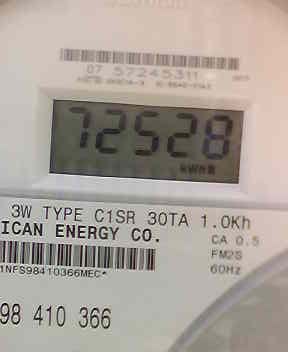 07 57245311
72528
3W TYPE C1SR 30TA 1.0Kh
ICAN ENERGY CO.
CA 0.5
FM2S
60Hz
1NFS98410366MEC*
98 410 366